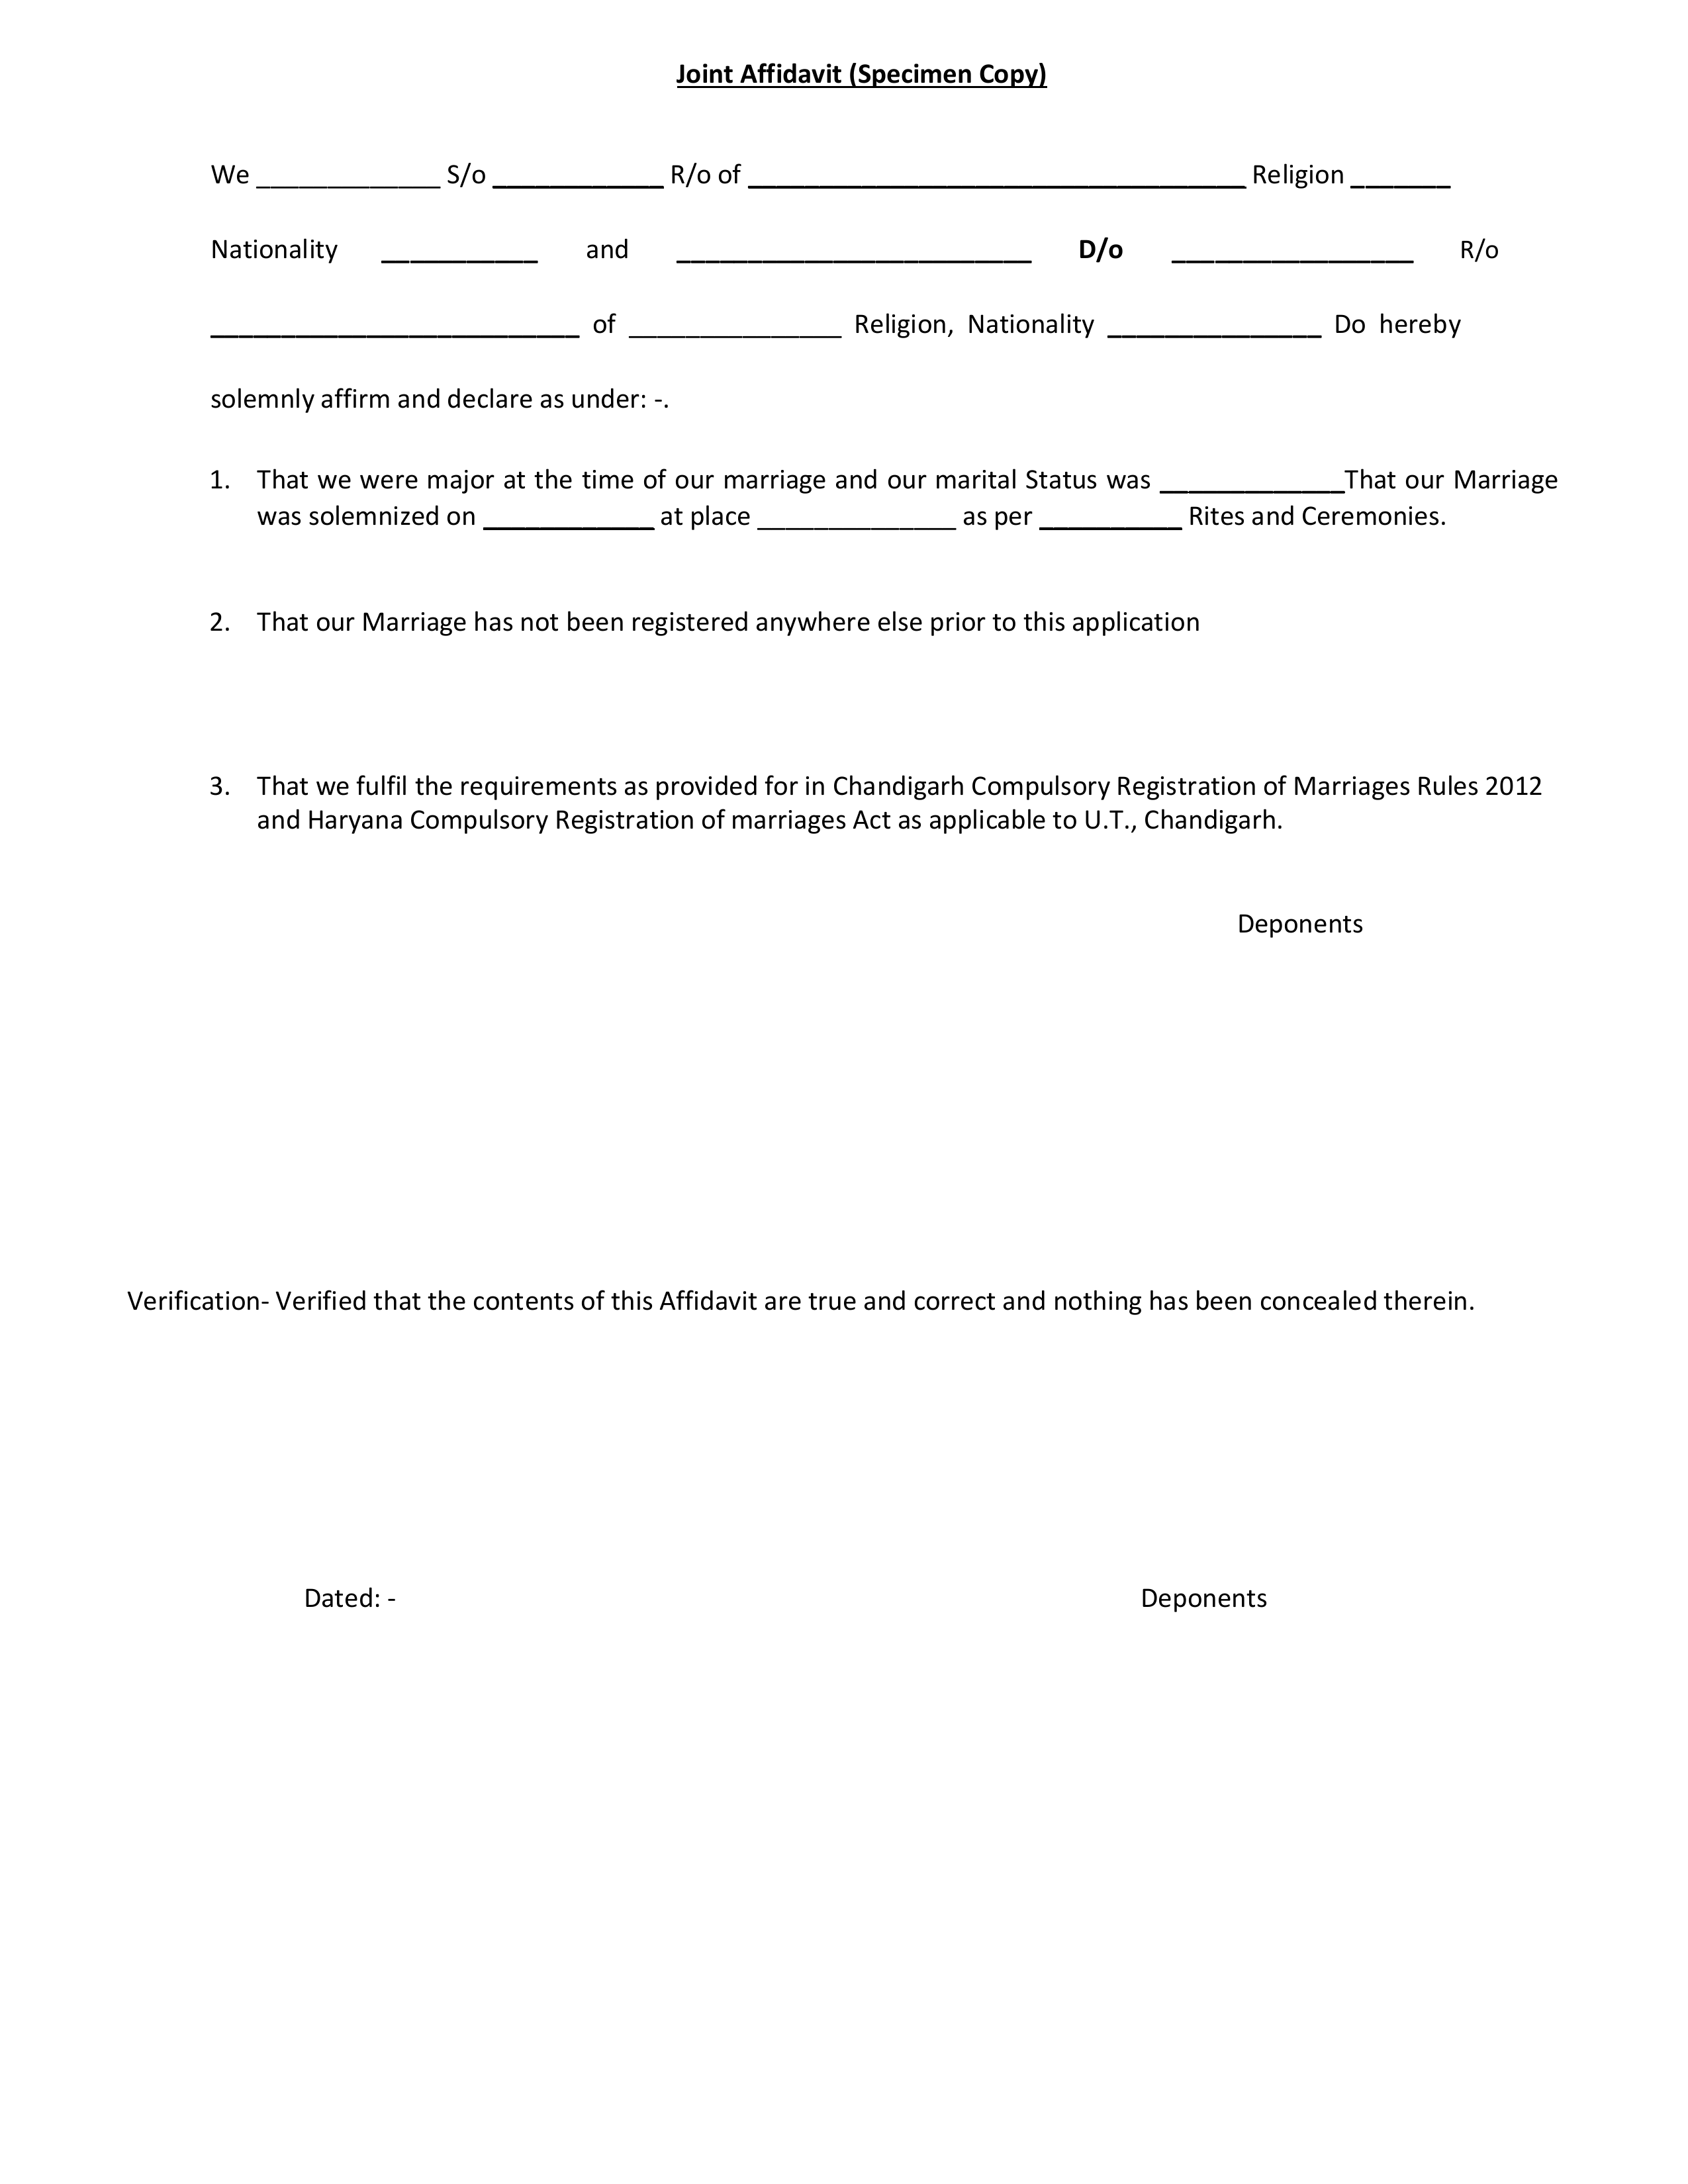 Joint Affidavit (Specimen Copy)
We _____________ S/o ____________ R/o of ___________________________________ Religion _______
Nationality ___________ and _________________________ D/o _________________ R/o
__________________________ of _______________ Religion, Nationality _______________ Do hereby
solemnly affirm and declare as under: -.
1. That we were major at the time of our marriage and our marital Status was _____________That our Marriage
was solemnized on ____________ at place ______________ as per __________ Rites and Ceremonies.
2. That our Marriage has not been registered anywhere else prior to this application
3. That we fulfil the requirements as provided for in Chandigarh Compulsory Registration of Marriages Rules 2012
and Haryana Compulsory Registration of marriages Act as applicable to U.T., Chandigarh.
Deponents
Verification- Verified that the contents of this Affidavit are true and correct and nothing has been concealed therein.
Dated: - Deponents